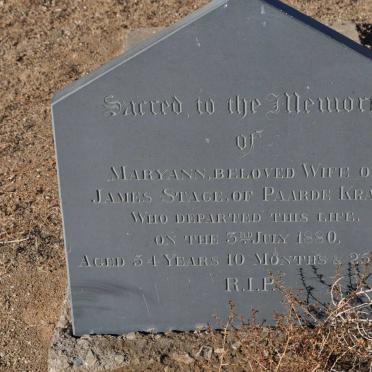 Sacred, to the Memor
of
MARYANN, BELOVED WIFE O
JAMES STAGE, OF PAARDE KRA
WHO DEPARTED THIS LIFE,
ON THE 3RD JULY 1880,
AGED 54 YEARS 10 MONTHS & 25
R.I.P.